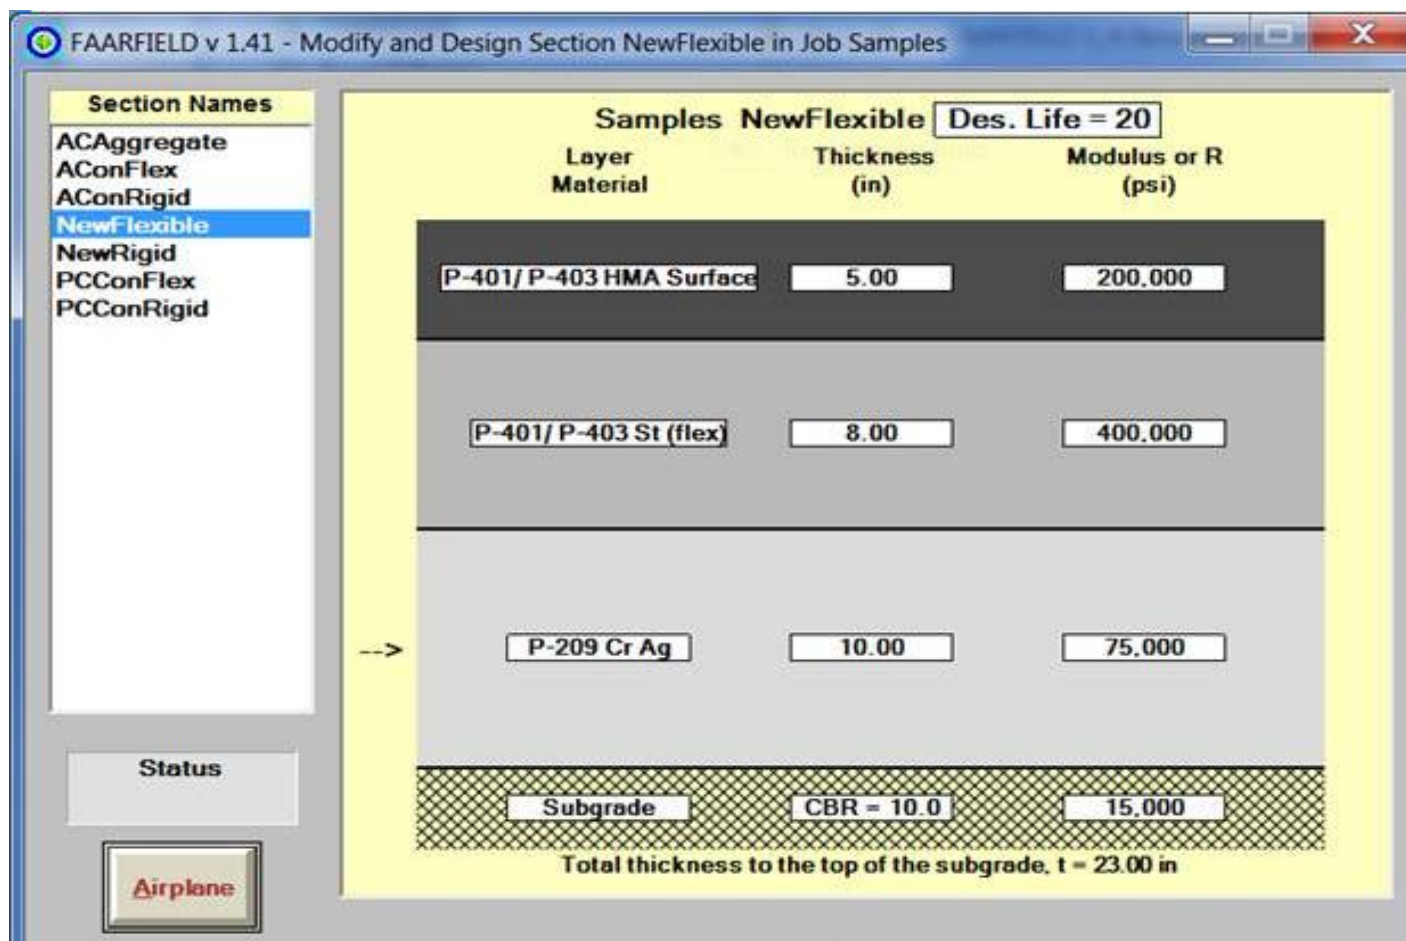 FAARFIELD v 1.41 - Modify and Design Section NewFlexible in Job Samples
Section Names
ACAggregate
AConFlex
AConRigid
NewFlexible
NewRigid
PCConFlex
PCConRigid
Status
Airplane
Samples NewFlexible Des. Life = 20
Layer Material Thickness (in) Modulus or R (psi)
P-401/ P-403 HMA Surface 5.00 200,000
P-401/ P-403 St (flex) 8.00 400,000
--> P-209 Cr Ag 10.00 75,000
Subgrade CBR = 10.0 15,000
Total thickness to the top of the subgrade, t = 23.00 in